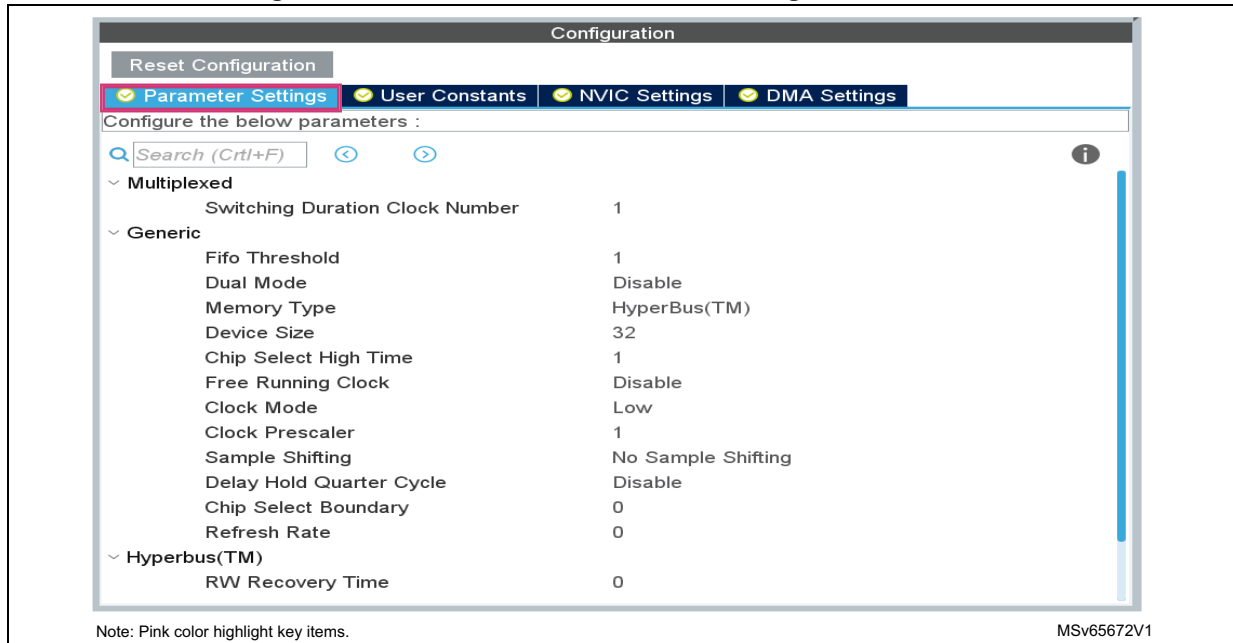 Configuration
Reset Configuration
Parameter Settings User Constants NVIC Settings DMA Settings
Configure the below parameters :
Search (Crtl+F)
Multiplexed
Switching Duration Clock Number 1
Generic
Fifo Threshold 1
Dual Mode Disable
Memory Type HyperBus(TM)
Device Size 32
Chip Select High Time 1
Free Running Clock Disable
Clock Mode Low
Clock Prescaler 1
Sample Shifting No Sample Shifting
Delay Hold Quarter Cycle Disable
Chip Select Boundary 0
Refresh Rate 0
Hyperbus(TM)
RW Recovery Time 0
Note: Pink color highlight key items. MSv65672V1